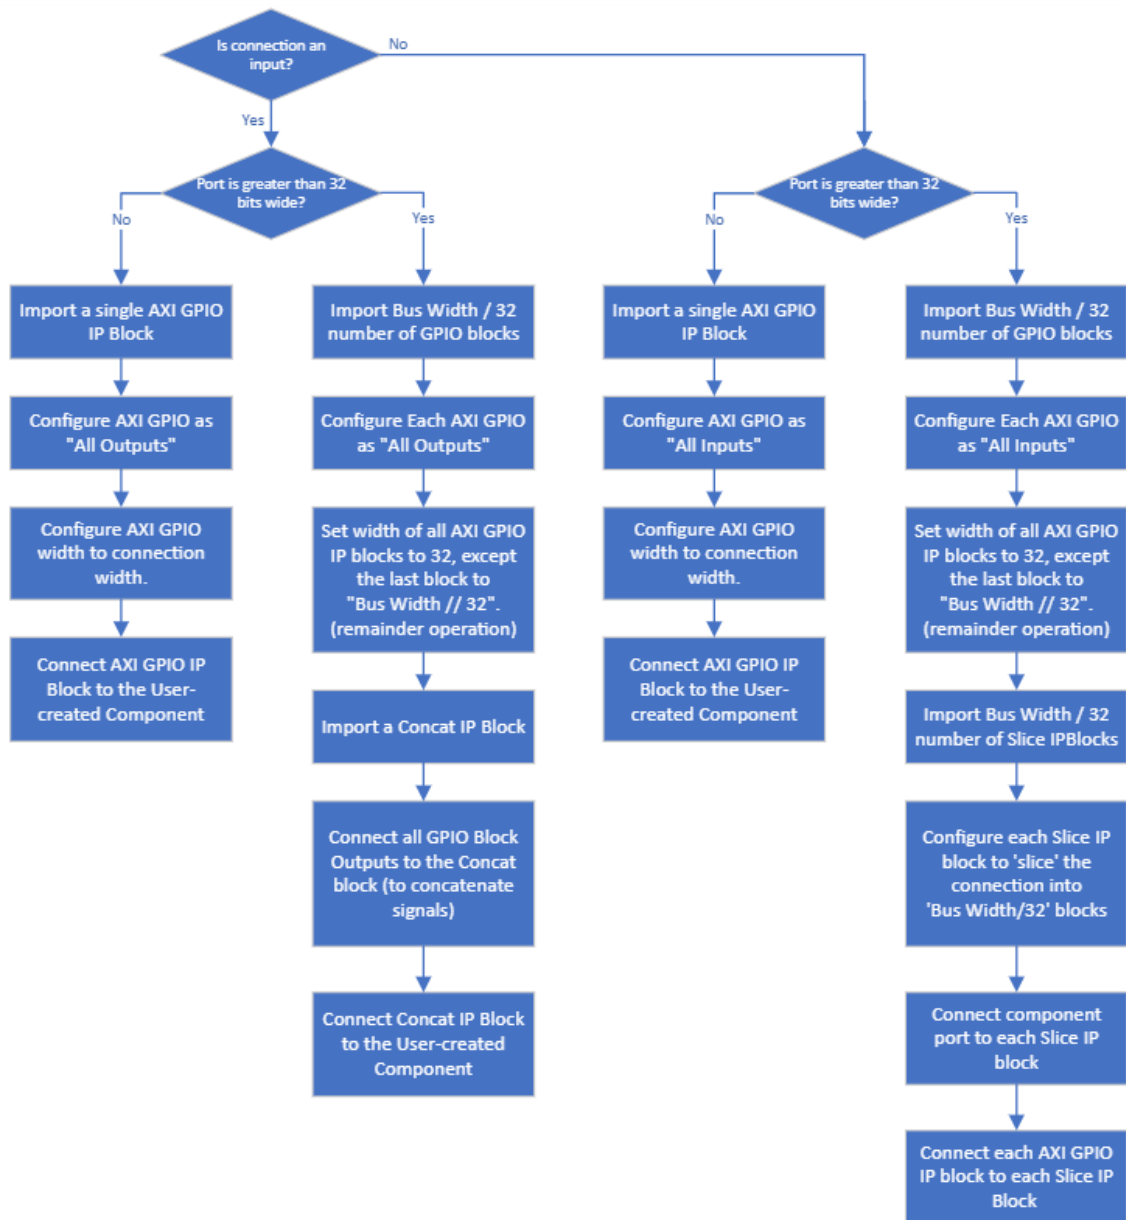 Is connection an
input?
No
Yes
Port is greater than 32
bits wide?
No
Yes
Port is greater than 32
bits wide?
No
Yes
Import a single AXI GPIO
IP Block
Configure AXI GPIO as
"All Outputs"
Configure AXI GPIO
width to connection
width.
Connect AXI GPIO IP
Block to the User-
created Component
Import Bus Width / 32
number of GPIO blocks
Configure Each AXI GPIO
as "All Outputs"
Set width of all AXI GPIO
IP blocks to 32, except
the last block to
"Bus Width // 32".
(remainder operation)
Import a Concat IP Block
Connect all GPIO Block
Outputs to the Concat
block (to concatenate
signals)
Connect Concat IP Block
to the User-created
Component
Import a single AXI GPIO
IP Block
Configure AXI GPIO as
"All Inputs"
Configure AXI GPIO
width to connection
width.
Connect AXI GPIO IP
Block to the User-
created Component
Import Bus Width / 32
number of GPIO blocks
Configure Each AXI GPIO
as "All Inputs"
Set width of all AXI GPIO
IP blocks to 32, except
the last block to
"Bus Width // 32".
(remainder operation)
Import Bus Width / 32
number of Slice IPBlocks
Configure each Slice IP
block to 'slice' the
connection into
'Bus Width/32' blocks
Connect component
port to each Slice IP
block
Connect each AXI GPIO
IP block to each Slice IP
Block